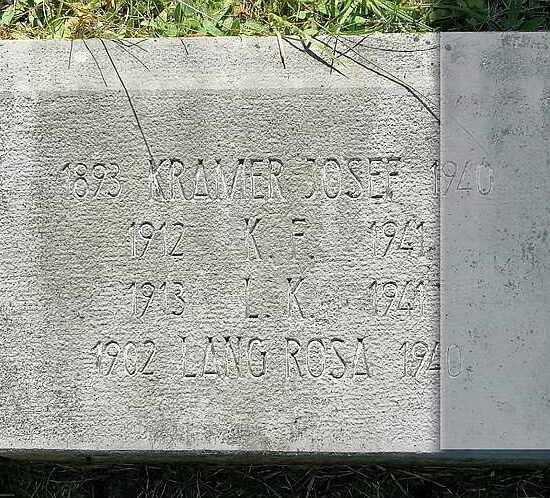 1893 KRAMER JOSEF 1940
1912 K. F. 1941
1913 L. K. 1941
1902 LANG ROSA 1940